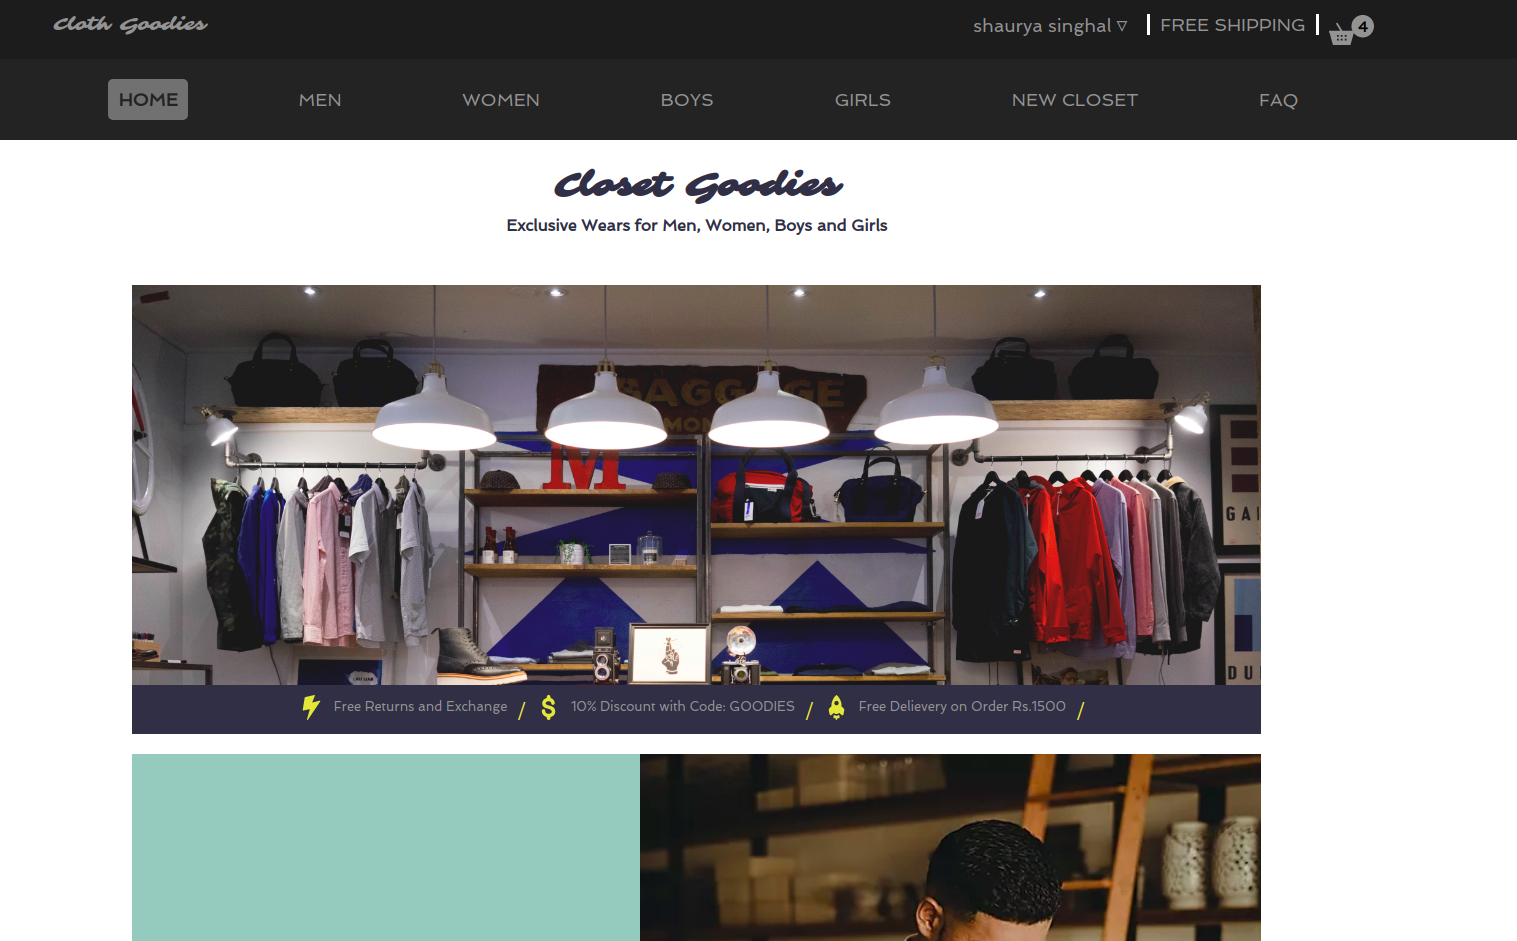 Cloth Goodies
shaurya singhal ▽
FREE SHIPPING
4
HOME
MEN
WOMEN
BOYS
GIRLS
NEW CLOSET
FAQ
Closet Goodies
Exclusive Wears for Men, Women, Boys and Girls
BAGGAGE
M
GA
DU
Free Returns and Exchange /
$ 10% Discount with Code: GOODIES /
Free Delievery on Order Rs.1500 /